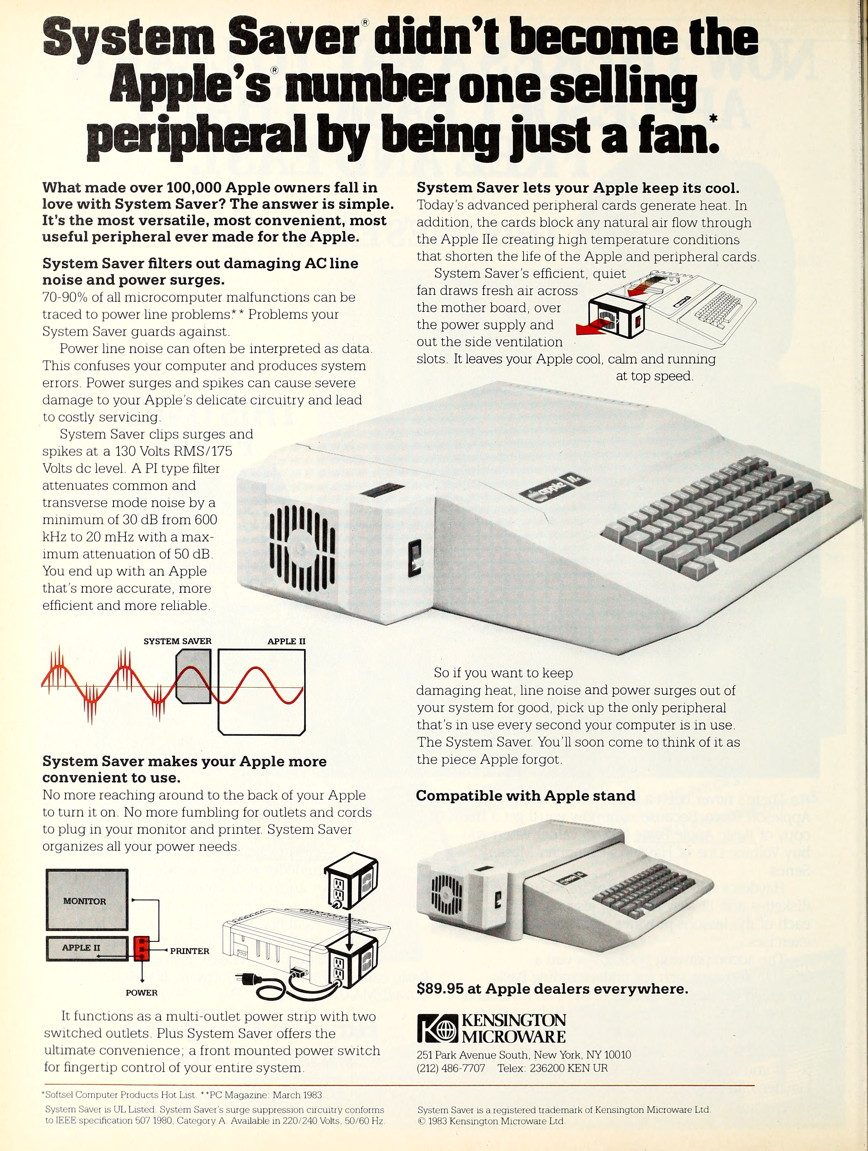 System Saver® didn't become the
Apple's® number one selling
peripheral by being just a fan.*
What made over 100,000 Apple owners fall in
love with System Saver? The answer is simple.
It's the most versatile, most convenient, most
useful peripheral ever made for the Apple.
System Saver filters out damaging AC line
noise and power surges.
70-90% of all microcomputer malfunctions can be
traced to power line problems.** Problems your
System Saver guards against.
Power line noise can often be interpreted as data.
This confuses your computer and produces system
errors. Power surges and spikes can cause severe
damage to your Apple's delicate circuitry and lead
to costly servicing.
System Saver clips surges and
spikes at a 130 Volts RMS/175
Volts dc level. A PI type filter
attenuates common and
transverse mode noise by a
minimum of 30 dB from 600
kHz to 20 mHz with a max-
imum attenuation of 50 dB.
You end up with an Apple
that's more accurate, more
efficient and more reliable.
SYSTEM SAVER
APPLE II
System Saver makes your Apple more
convenient to use.
No more reaching around to the back of your Apple
to turn it on. No more fumbling for outlets and cords
to plug in your monitor and printer. System Saver
organizes all your power needs.
MONITOR
APPLE II
PRINTER
POWER
It functions as a multi-outlet power strip with two
switched outlets. Plus System Saver offers the
ultimate convenience; a front mounted power switch
for fingertip control of your entire system.
System Saver lets your Apple keep its cool.
Today's advanced peripheral cards generate heat. In
addition, the cards block any natural air flow through
the Apple IIe creating high temperature conditions
that shorten the life of the Apple and peripheral cards.
System Saver's efficient, quiet
fan draws fresh air across
the mother board, over
the power supply and
out the side ventilation
slots. It leaves your Apple cool, calm and running
at top speed.
apple IIe
So if you want to keep
damaging heat, line noise and power surges out of
your system for good, pick up the only peripheral
that's in use every second your computer is in use.
The System Saver. You'll soon come to think of it as
the piece Apple forgot.
Compatible with Apple stand
$89.95 at Apple dealers everywhere.
KENSINGTON
MICROWARE
251 Park Avenue South, New York, NY 10010
(212) 486-7707 Telex: 236200 KEN UR
*Softsel Computer Products Hot List. **PC Magazine: March 1983.
System Saver is UL Listed. System Saver's surge suppression circuitry conforms
to IEEE specification 507 1980, Category A. Available in 220/240 Volts, 50/60 Hz.
System Saver is a registered trademark of Kensington Microware Ltd.
© 1983 Kensington Microware Ltd.